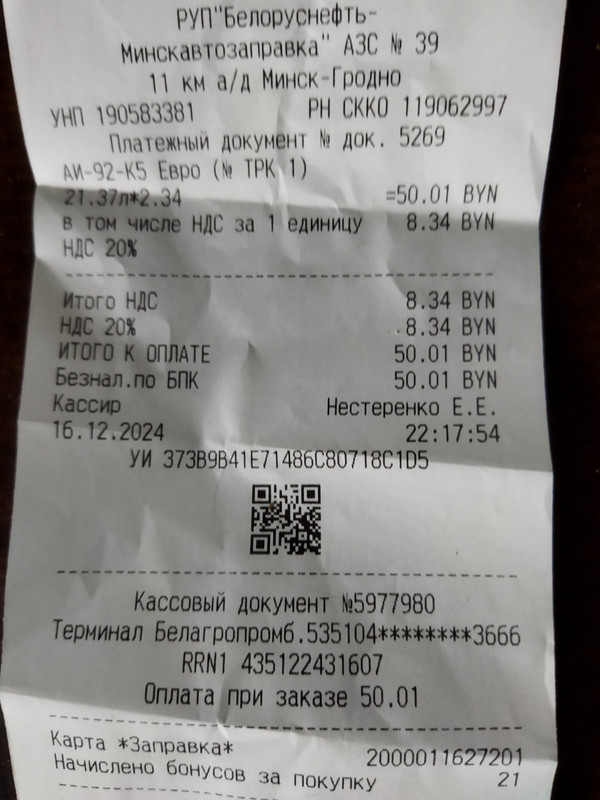 РУП"Белоруснефть-
Минскавтозаправка" АЗС № 39
11 км а/д Минск-Гродно
УНП 190583381 РН СККО 119062997
Платежный документ № док. 5269
АИ-92-К5 Евро (№ ТРК 1)
21.37л*2.34 =50.01 BYN
в том числе НДС за 1 единицу 8.34 BYN
НДС 20%
Итого НДС 8.34 BYN
НДС 20% 8.34 BYN
ИТОГО К ОПЛАТЕ 50.01 BYN
Безнал.по БПК 50.01 BYN
Кассир Нестеренко Е.Е.
16.12.2024 22:17:54
УИ 373B9B41E71486C80718C1D5
Кассовый документ №5977980
Терминал Белагропромб.535104********3666
RRN1 435122431607
Оплата при заказе 50.01
Карта *Заправка* 2000011627201
Начислено бонусов за покупку 21